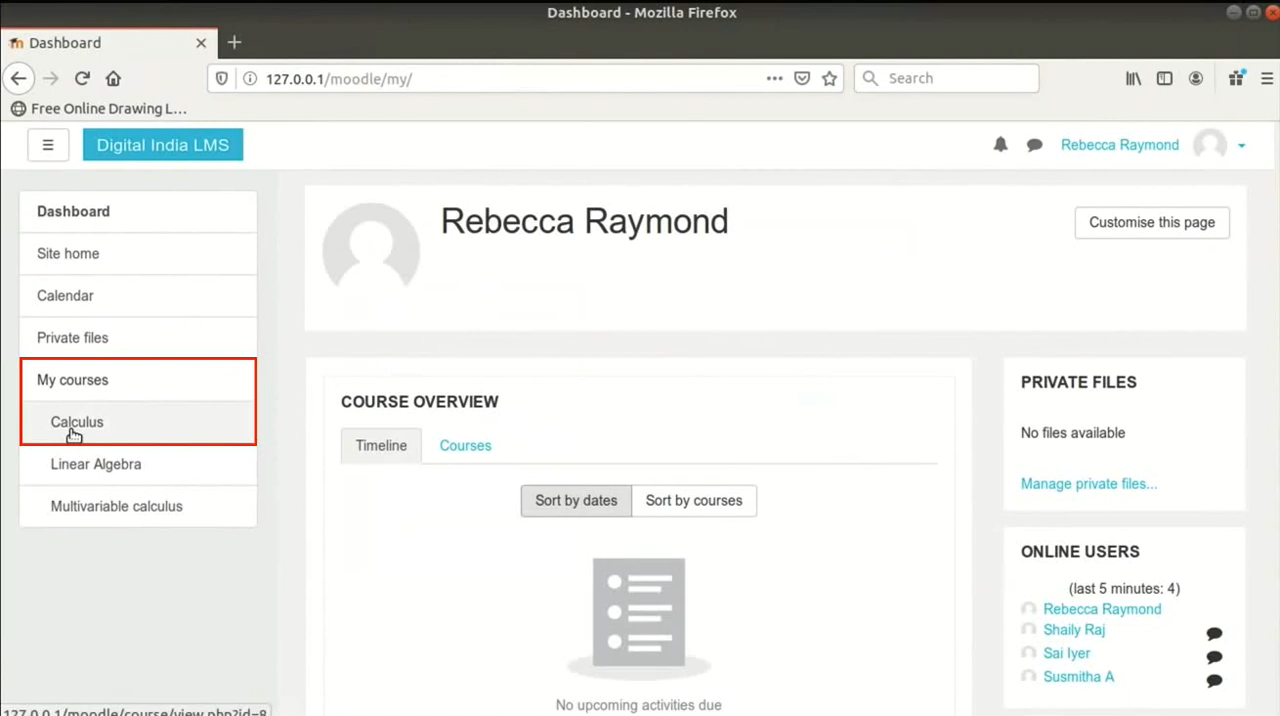 Dashboard - Mozilla Firefox
Dashboard
127.0.0.1/moodle/my/
Search
Free Online Drawing L...
Digital India LMS
Rebecca Raymond
Dashboard
Site home
Calendar
Private files
My courses
Calculus
Linear Algebra
Multivariable calculus
Rebecca Raymond
Customise this page
COURSE OVERVIEW
Timeline Courses
Sort by dates Sort by courses
No upcoming activities due
PRIVATE FILES
No files available
Manage private files...
ONLINE USERS
(last 5 minutes: 4)
Rebecca Raymond
Shaily Raj
Sai Iyer
Susmitha A
127.0.0.1/moodle/course/view.php?id=8